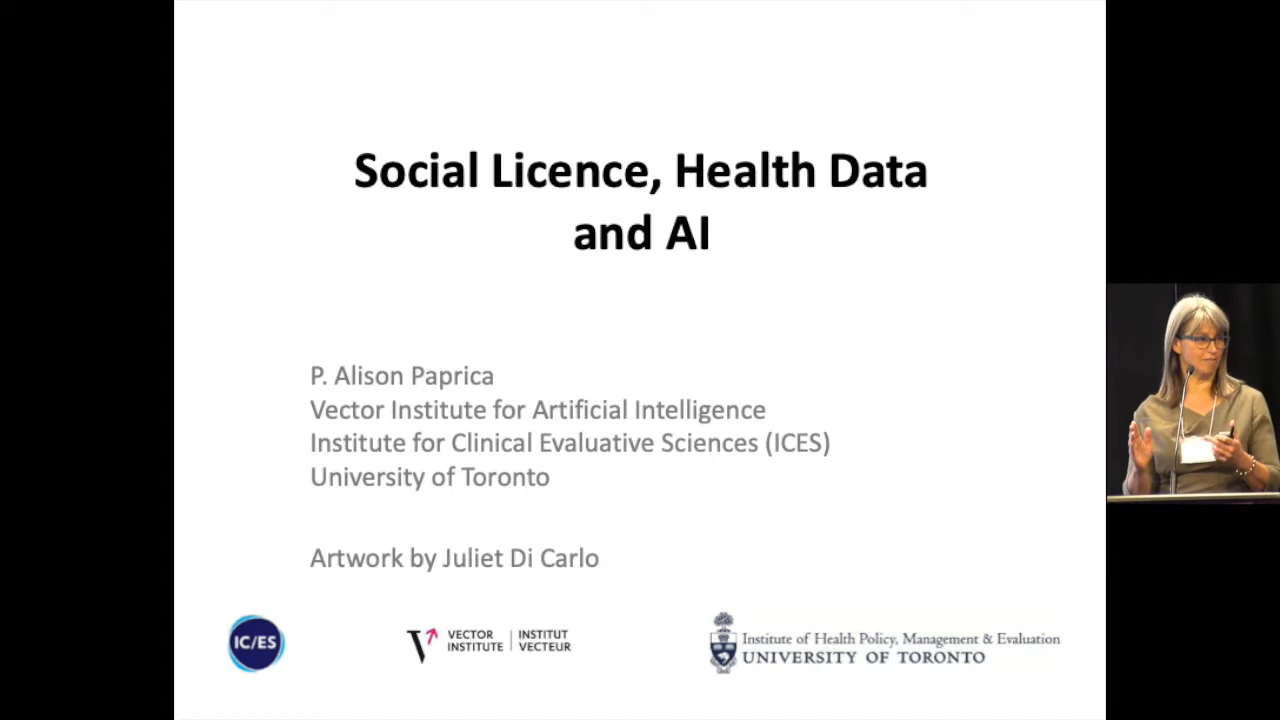 Social Licence, Health Data
and AI
P. Alison Paprica
Vector Institute for Artificial Intelligence
Institute for Clinical Evaluative Sciences (ICES)
University of Toronto
Artwork by Juliet Di Carlo
IC/ES
VECTOR INSTITUTE | INSTITUT VECTEUR
Institute of Health Policy, Management & Evaluation
UNIVERSITY OF TORONTO